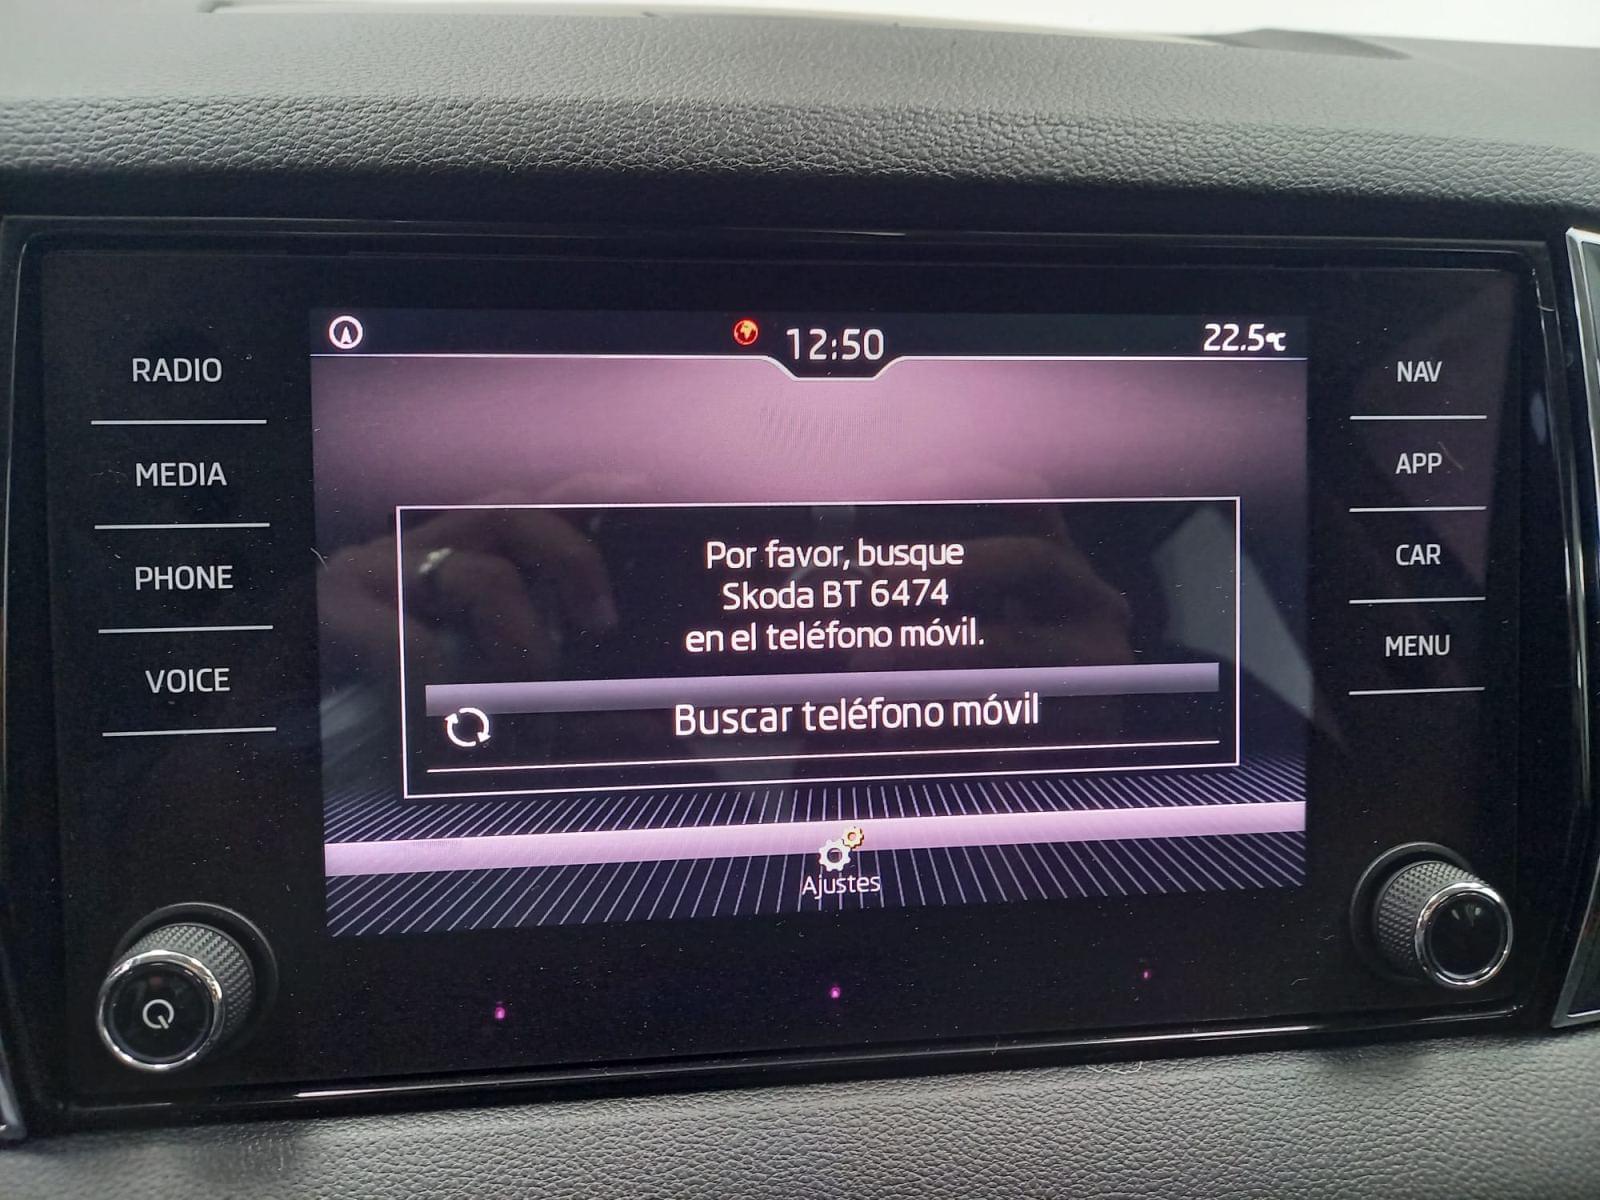 12:50
22.5°C
RADIO
MEDIA
PHONE
VOICE
Por favor, busque
Skoda BT 6474
en el teléfono móvil.
Buscar teléfono móvil
Ajustes
NAV
APP
CAR
MENU